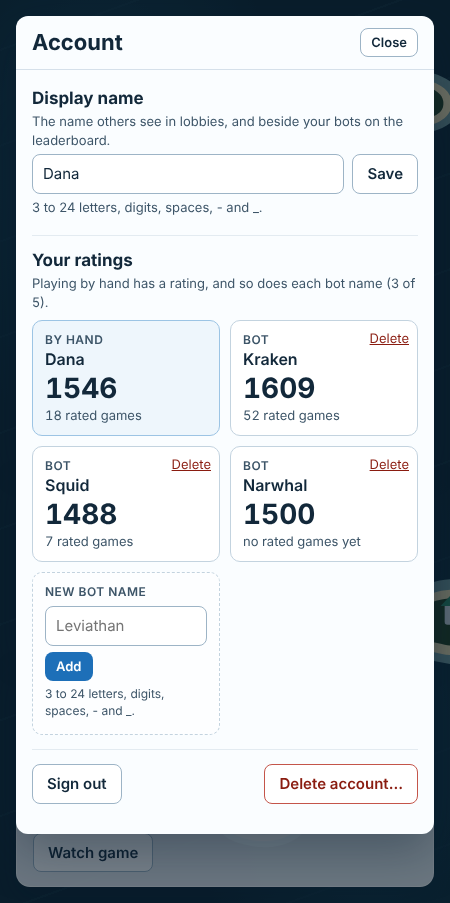 Account
Close
Display name
The name others see in lobbies, and beside your bots on the
leaderboard.
Dana
Save
3 to 24 letters, digits, spaces, - and _.
Your ratings
Playing by hand has a rating, and so does each bot name (3 of
5).
BY HAND
Dana
1546
18 rated games
BOT
Delete
Kraken
1609
52 rated games
BOT
Delete
Squid
1488
7 rated games
BOT
Delete
Narwhal
1500
no rated games yet
NEW BOT NAME
Leviathan
Add
3 to 24 letters, digits,
spaces, - and _.
Sign out
Delete account...
Watch game